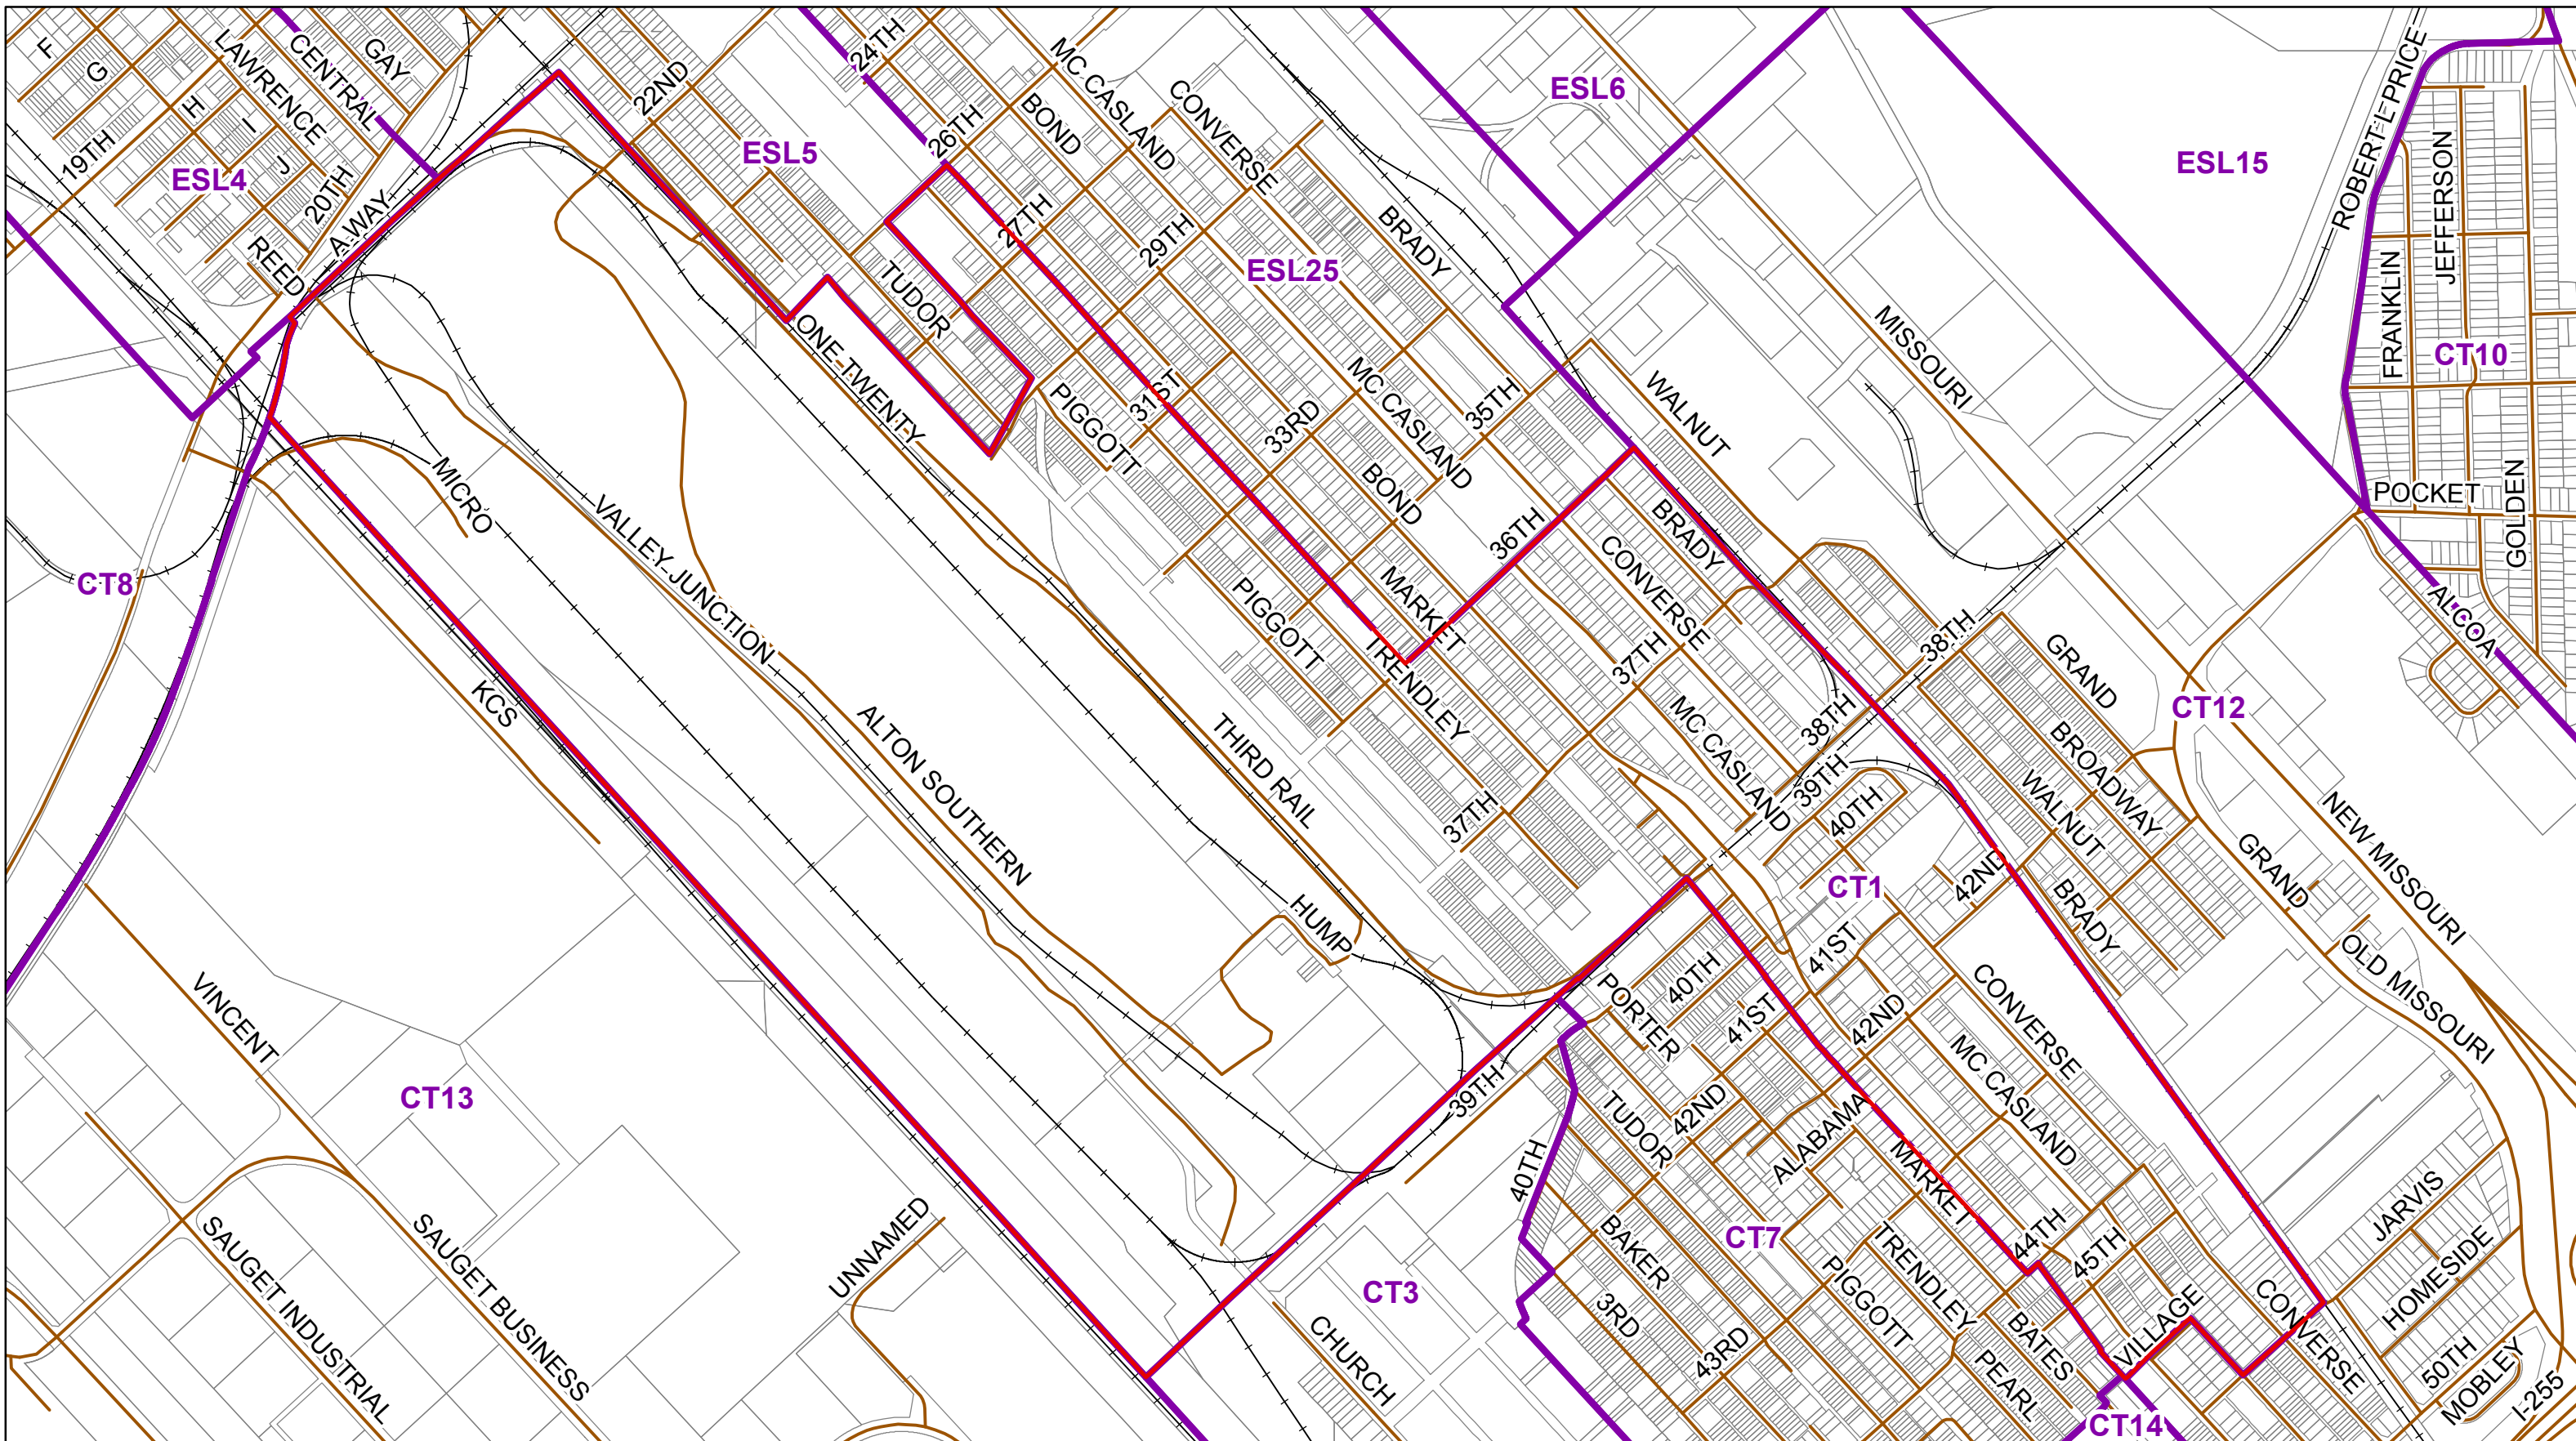 F
G
LAWRENCE
CENTRAL
GAY
19TH
H
I
J
20TH
ESL4
REED
A-WAY
22ND
ESL5
24TH
26TH
MC CASLAND
BOND
CONVERSE
27TH
29TH
ESL25
BRADY
ESL6
ESL15
ROBERT L PRICE
JEFFERSON
FRANKLIN
CT10
TUDOR
ONE TWENTY
PIGGOTT
31ST
33RD
MC CASLAND
35TH
WALNUT
MISSOURI
POCKET
GOLDEN
ALCOA
CT8
MICRO
VALLEY JUNCTION
BOND
36TH
BRADY
CONVERSE
MARKET
PIGGOTT
TRENDLEY
37TH
38TH
GRAND
CT12
KCS
ALTON SOUTHERN
THIRD RAIL
MC CASLAND
38TH
39TH
40TH
37TH
BROADWAY
WALNUT
NEW MISSOURI
GRAND
CT1
42ND
BRADY
OLD MISSOURI
HUMP
41ST
VINCENT
PORTER
40TH
41ST
42ND
CONVERSE
MC CASLAND
CT13
39TH
TUDOR
42ND
ALABAMA
MARKET
40TH
UNNAMED
SAUGET INDUSTRIAL
SAUGET BUSINESS
CT3
BAKER
CT7
TRENDLEY
44TH
45TH
JARVIS
HOMESIDE
PIGGOTT
3RD
43RD
CHURCH
BATES
PEARL
VILLAGE
CONVERSE
50TH
MOBLEY
I-255
CT14